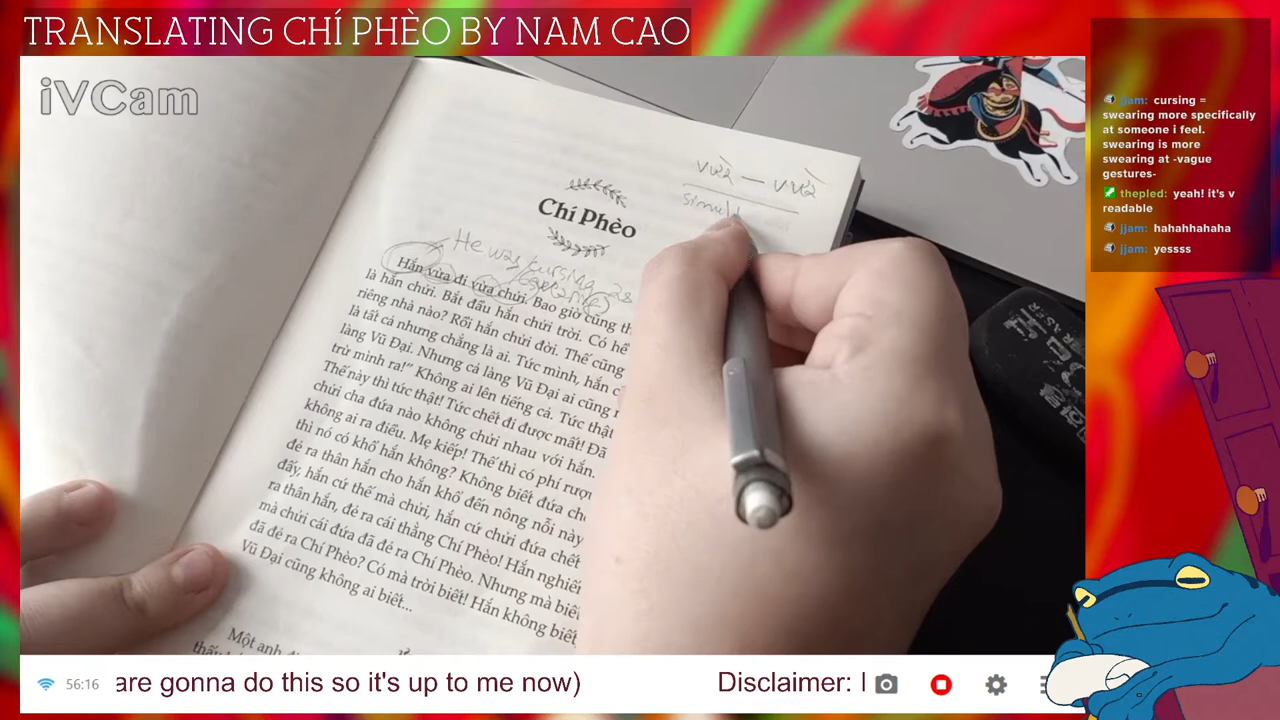 TRANSLATING CHÍ PHÈO BY NAM CAO
iVCam
vừa — vừa
Chí Phèo
He was cursing as
Hắn vừa đi vừa chửi. Bao giờ cũng th
là hắn chửi. Bắt đầu hắn chửi trời. Có hề
riêng nhà nào? Rồi hắn chửi đời. Thế cũng
là tất cả nhưng chẳng là ai. Tức mình, hắn c
làng Vũ Đại. Nhưng cả làng Vũ Đại ai cũng
trừ mình ra!" Không ai lên tiếng cả. Tức thật
Thế này thì tức thật! Tức chết đi được mất! Đã
chửi cha đứa nào không chửi nhau với hắn.
không ai ra điều. Mẹ kiếp! Thế thì có phí rượu
thì nó có khổ hắn không? Không biết đứa ch
đẻ ra thân hắn cho hắn khổ đến nông nỗi này
đấy, hắn cứ thế mà chửi, hắn cứ chửi đứa chết
ra thân hắn, đẻ ra cái thằng Chí Phèo! Hắn nghiế
mà chửi cái đứa đã đẻ ra Chí Phèo. Nhưng mà biế
đã đẻ ra Chí Phèo? Có mà trời biết! Hắn không biết
Vũ Đại cũng không ai biết...
Một anh đi
jjam: cursing =
swearing more specifically
at someone i feel.
swearing is more
swearing at -vague
gestures-
thepled: yeah! it's v
readable
jjam: hahahhahaha
jjam: yessss
56:16 are gonna do this so it's up to me now) Disclaimer: I